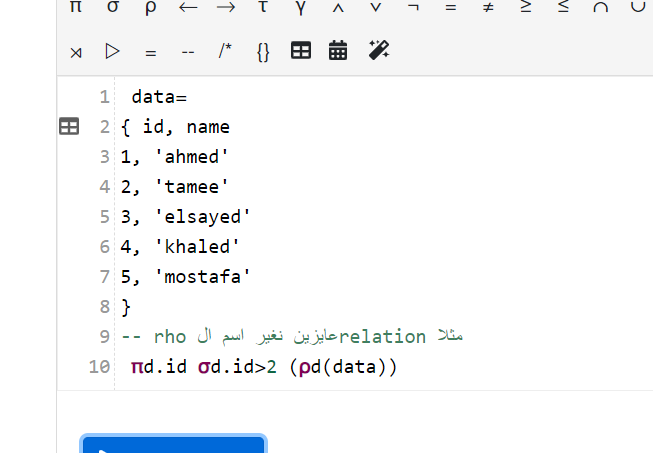 π σ ρ ← → τ γ ∧ ∨ ¬ = ≠ ≥ ≤ ∩ ∪
⋊ ▷ = -- /* {}
1 data=
2 { id, name
3 1, 'ahmed'
4 2, 'tamee'
5 3, 'elsayed'
6 4, 'khaled'
7 5, 'mostafa'
8 }
9 -- rho عايزين نغير اسم ال relation مثلا
10 πd.id σd.id>2 (ρd(data))